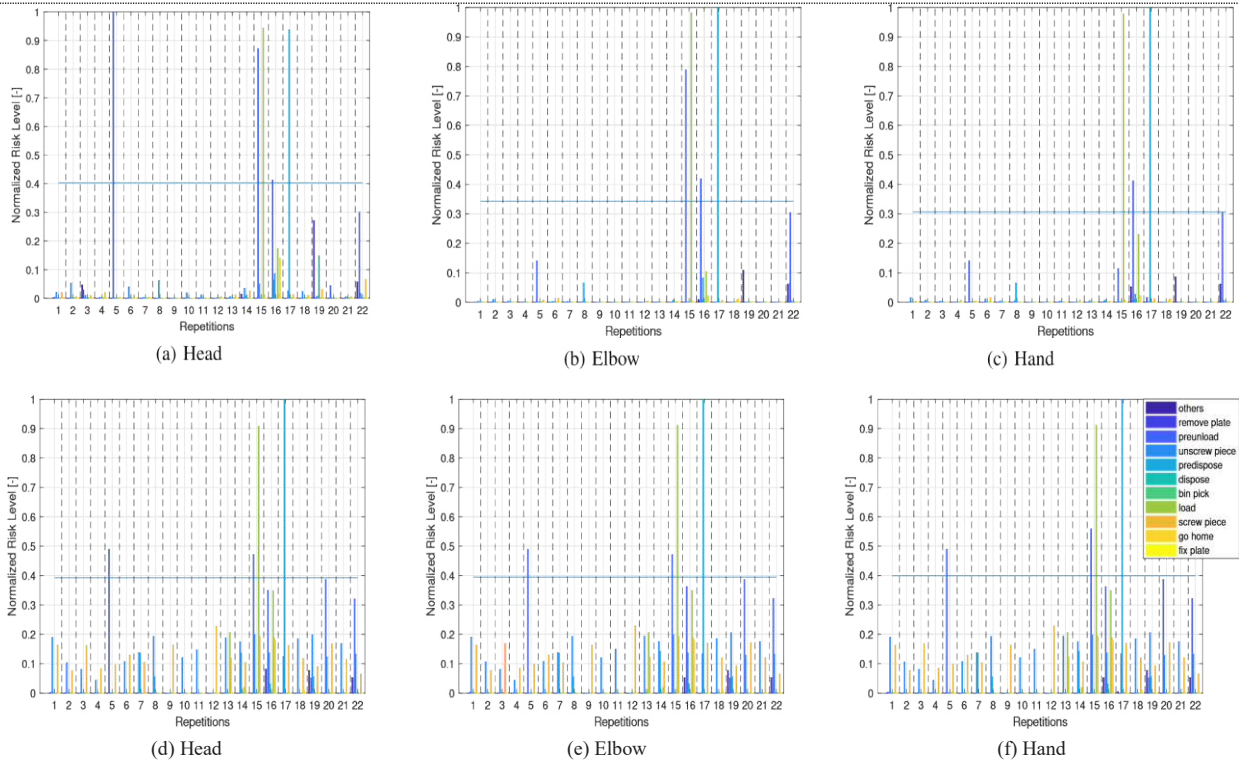 Normalized Risk Level [-]
1
0.9
0.8
0.7
0.6
0.5
0.4
0.3
0.2
0.1
0
1 2 3 4 5 6 7 8 9 10 11 12 13 14 15 16 17 18 19 20 21 22
Repetitions
(a) Head
Normalized Risk Level [-]
1
0.9
0.8
0.7
0.6
0.5
0.4
0.3
0.2
0.1
0
1 2 3 4 5 6 7 8 9 10 11 12 13 14 15 16 17 18 19 20 21 22
Repetitions
(b) Elbow
Normalized Risk Level [-]
1
0.9
0.8
0.7
0.6
0.5
0.4
0.3
0.2
0.1
0
1 2 3 4 5 6 7 8 9 10 11 12 13 14 15 16 17 18 19 20 21 22
Repetitions
(c) Hand
Normalized Risk Level [-]
1
0.9
0.8
0.7
0.6
0.5
0.4
0.3
0.2
0.1
0
1 2 3 4 5 6 7 8 9 10 11 12 13 14 15 16 17 18 19 20 21 22
Repetitions
(d) Head
Normalized Risk Level [-]
1
0.9
0.8
0.7
0.6
0.5
0.4
0.3
0.2
0.1
0
1 2 3 4 5 6 7 8 9 10 11 12 13 14 15 16 17 18 19 20 21 22
Repetitions
(e) Elbow
Normalized Risk Level [-]
1
0.9
0.8
0.7
0.6
0.5
0.4
0.3
0.2
0.1
0
1 2 3 4 5 6 7 8 9 10 11 12 13 14 15 16 17 18 19 20 21 22
Repetitions
others
remove plate
preunload
unscrew piece
predispose
dispose
bin pick
load
screw piece
go home
fix plate
(f) Hand